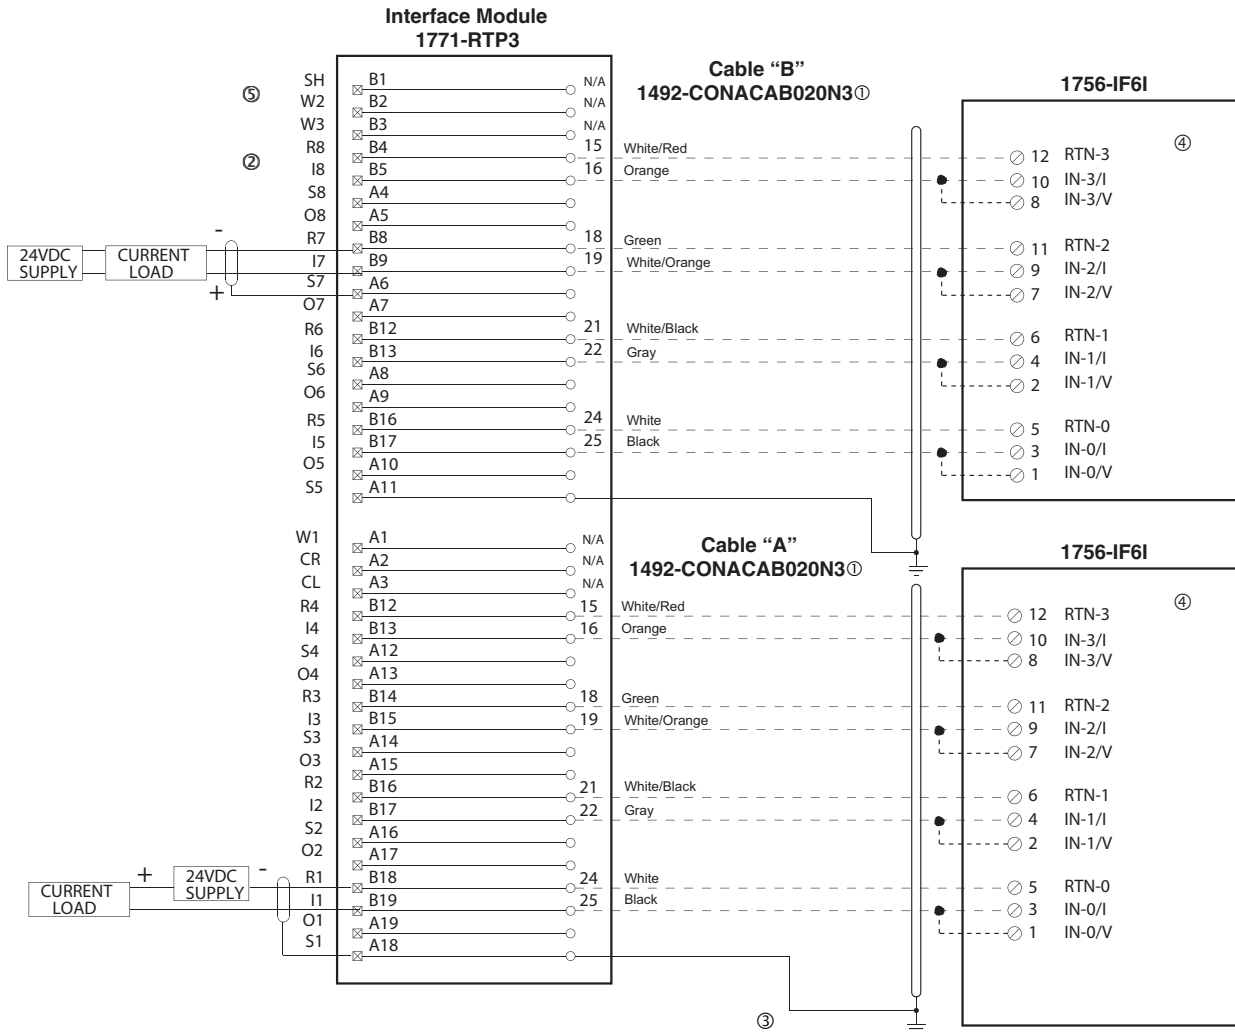 Interface Module
1771-RTP3
Cable “B”
1492-CONACAB020N3①
1756-IF6I
④
⑤
②
SH B1 N/A
W2 B2 N/A
W3 B3 N/A
R8 B4 15 White/Red 12 RTN-3
I8 B5 16 Orange 10 IN-3/I
S8 A4 8 IN-3/V
O8 A5
R7 B8 18 Green 11 RTN-2
I7 B9 19 White/Orange 9 IN-2/I
S7 A6 7 IN-2/V
O7 A7
R6 B12 21 White/Black 6 RTN-1
I6 B13 22 Gray 4 IN-1/I
S6 A8 2 IN-1/V
O6 A9
R5 B16 24 White 5 RTN-0
I5 B17 25 Black 3 IN-0/I
O5 A10 1 IN-0/V
S5 A11
24VDC
SUPPLY
CURRENT
LOAD
-
+
Cable “A”
1492-CONACAB020N3①
1756-IF6I
④
W1 A1 N/A
CR A2 N/A
CL A3 N/A
R4 B12 15 White/Red 12 RTN-3
I4 B13 16 Orange 10 IN-3/I
S4 A12 8 IN-3/V
O4 A13
R3 B14 18 Green 11 RTN-2
I3 B15 19 White/Orange 9 IN-2/I
S3 A14 7 IN-2/V
O3 A15
R2 B16 21 White/Black 6 RTN-1
I2 B17 22 Gray 4 IN-1/I
S2 A16 2 IN-1/V
O2 A17
R1 B18 24 White 5 RTN-0
I1 B19 25 Black 3 IN-0/I
O1 A19 1 IN-0/V
S1 A18
CURRENT
LOAD
+
24VDC
SUPPLY
-
③